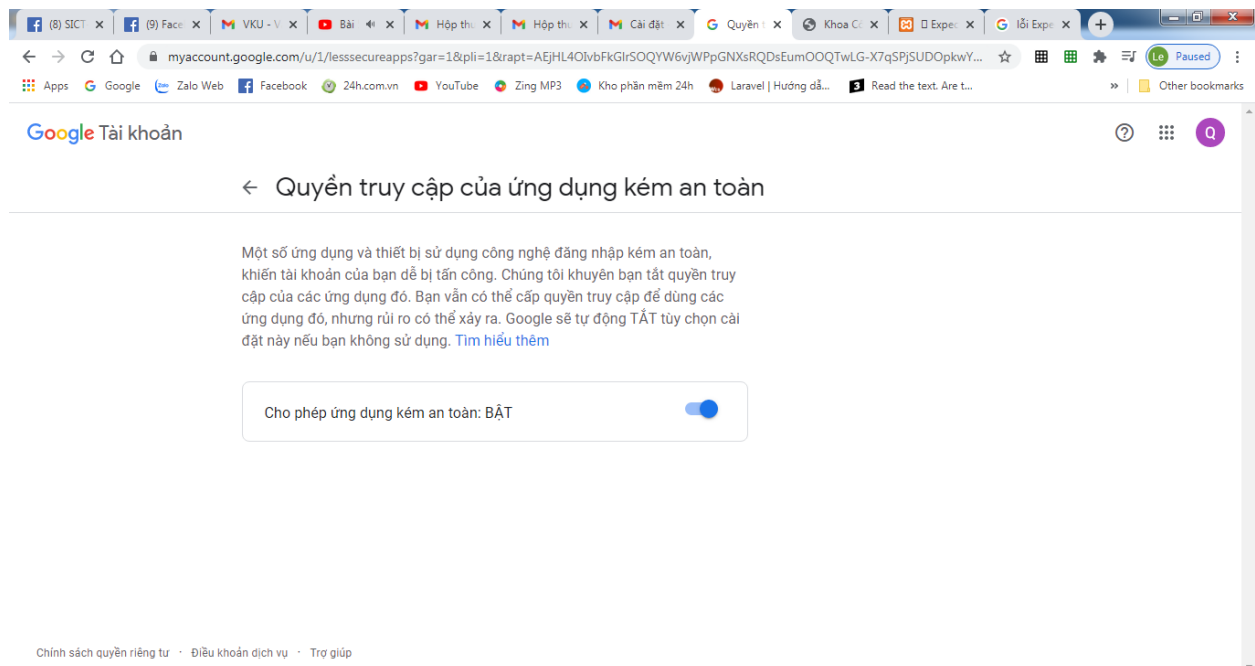 (8) SICT
(9) Face
VKU - V
Bài
Hộp thu
Hộp thu
Cài đặt
Quyền t
Khoa Cô
Expec
lỗi Expe
myaccount.google.com/u/1/lesssecureapps?gar=1&pli=1&rapt=AEjHL4OIvbFkGlrSOQYW6vjWPpGNXsRQDsEumOOQTwLG-X7qSPjSUDOpkwY...
Le Paused
Apps Google Zalo Web Facebook 24h.com.vn YouTube Zing MP3 Kho phần mềm 24h Laravel | Hướng dẫ... 3 Read the text. Are t... » Other bookmarks
Google Tài khoản
Q
Quyền truy cập của ứng dụng kém an toàn
Một số ứng dụng và thiết bị sử dụng công nghệ đăng nhập kém an toàn,
khiến tài khoản của bạn dễ bị tấn công. Chúng tôi khuyên bạn tắt quyền truy
cập của các ứng dụng đó. Bạn vẫn có thể cấp quyền truy cập để dùng các
ứng dụng đó, nhưng rủi ro có thể xảy ra. Google sẽ tự động TẮT tùy chọn cài
đặt này nếu bạn không sử dụng. Tìm hiểu thêm
Cho phép ứng dụng kém an toàn: BẬT
Chính sách quyền riêng tư · Điều khoản dịch vụ · Trợ giúp